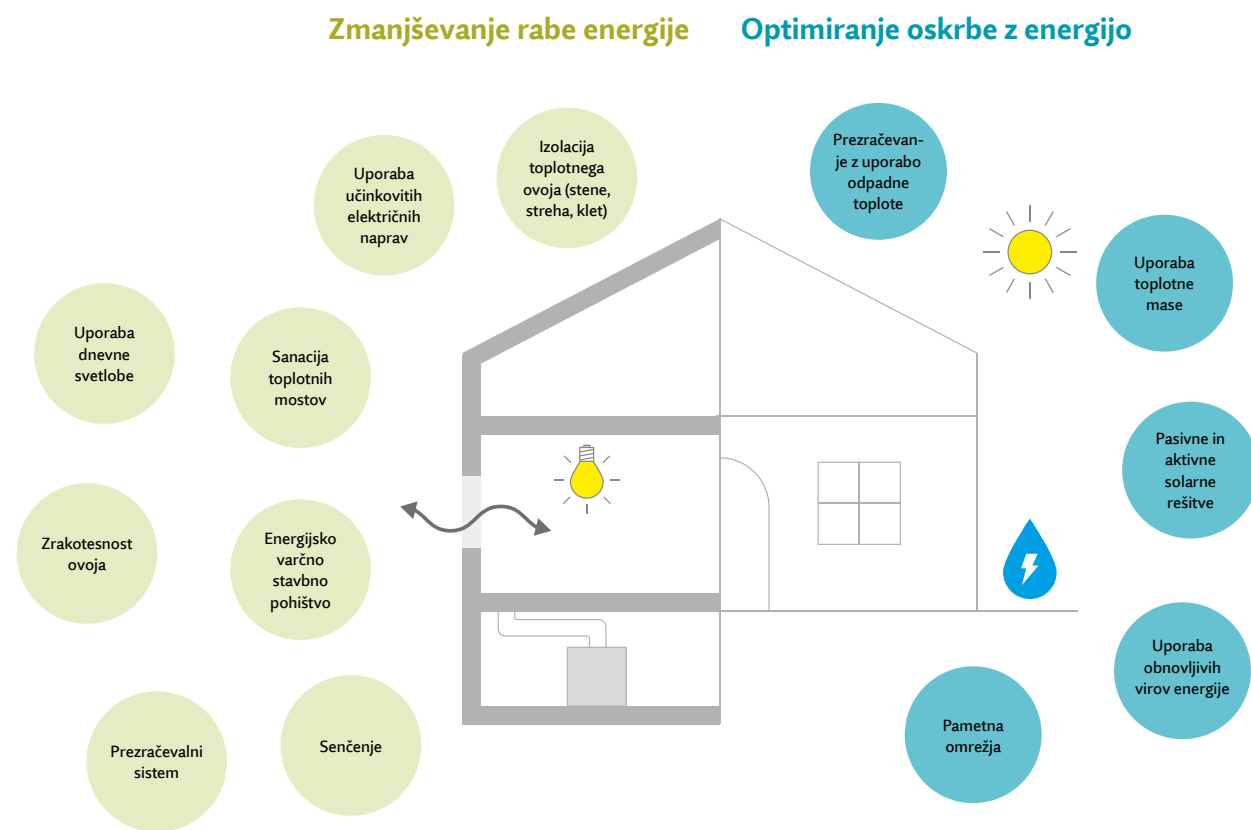 Zmanjševanje rabe energije
Optimiranje oskrbe z energijo
Uporaba
učinkovitih
električnih
naprav
Izolacija
toplotnega
ovoja (stene,
streha, klet)
Prezračevan-
je z uporabo
odpadne
toplote
Uporaba
toplotne
mase
Uporaba
dnevne
svetlobe
Sanacija
toplotnih
mostov
Pasivne in
aktivne
solarne
rešitve
Zrakotesnost
ovoja
Energijsko
varčno
stavbno
pohištvo
Uporaba
obnovljivih
virov energije
Prezračevalni
sistem
Senčenje
Pametna
omrežja